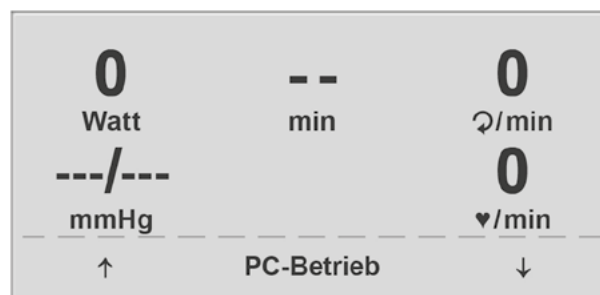 0 -- 0
Watt min ↻/min
---/--- 0
mmHg ♥/min
↑ PC-Betrieb ↓